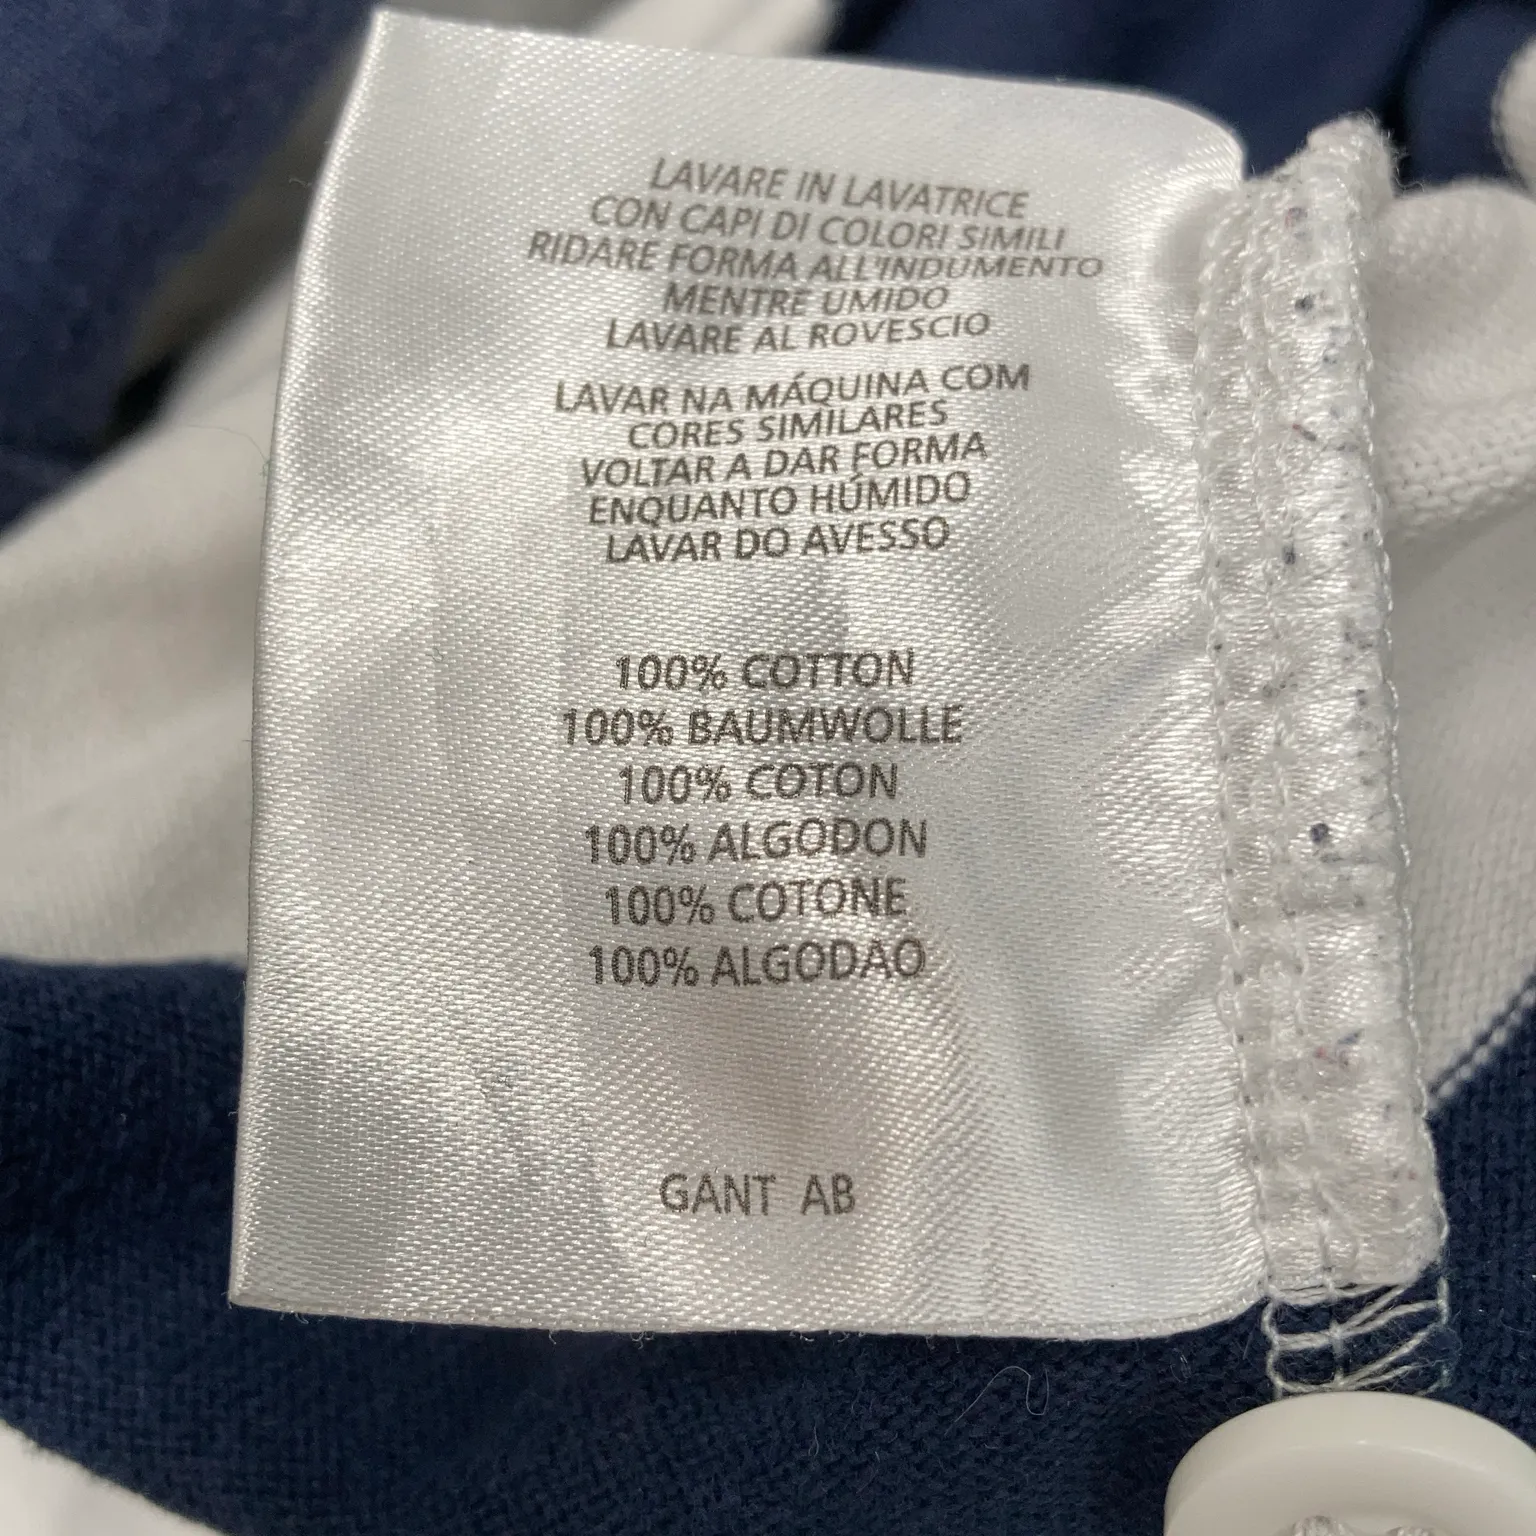 LAVARE IN LAVATRICE
CON CAPI DI COLORI SIMILI
RIDARE FORMA ALL'INDUMENTO
MENTRE UMIDO
LAVARE AL ROVESCIO
LAVAR NA MÁQUINA COM
CORES SIMILARES
VOLTAR A DAR FORMA
ENQUANTO HÚMIDO
LAVAR DO AVESSO
100% COTTON
100% BAUMWOLLE
100% COTON
100% ALGODON
100% COTONE
100% ALGODAO
GANT AB